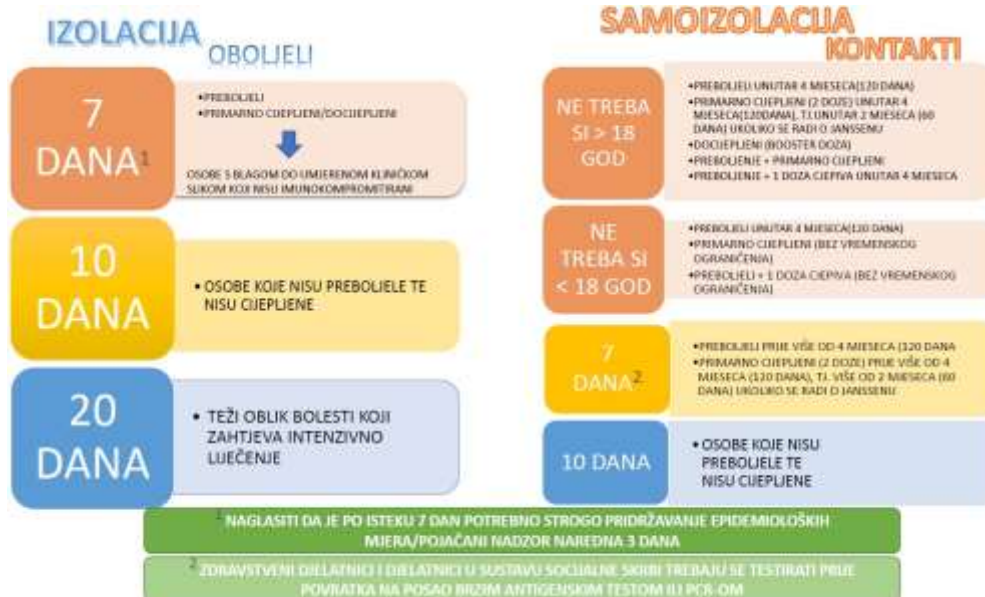 IZOLACIJA
OBOLJELI
7
DANA1
•PREBOLJELI
•PRIMARNO CIJEPLJENI/DOCIJEPLJENI
OSOBE S BLAGOM DO UMJERENOM KLINIČKOM
SLIKOM KOJI NISU IMUNOKOMPROMITIRANI
10
DANA
• OSOBE KOJE NISU PREBOLJELE TE
NISU CIJEPLJENE
20
DANA
• TEŽI OBLIK BOLESTI KOJI
ZAHTJEVA INTENZIVNO
LIJEČENJE
SAMOIZOLACIJA
KONTAKTI
NE TREBA
SI > 18
GOD
•PREBOLJELI UNUTAR 4 MJESECA(120 DANA)
•PRIMARNO CIJEPLJENI (2 DOZE) UNUTAR 4
MJESECA(120DANA), TJ.UNUTAR 2 MJESECA (60
DANA) UKOLIKO SE RADI O JANSSENU
•DOCIJEPLJENI (BOOSTER DOZA)
•PREBOLJENJE + PRIMARNO CIJEPLJENI
•PREBOLJENJE + 1 DOZA CJEPIVA UNUTAR 4 MJESECA
NE
TREBA SI
< 18 GOD
•PREBOLJELI UNUTAR 4 MJESECA(120 DANA)
•PRIMARNO CIJEPLJENI (BEZ VREMENSKOG
OGRANIČENJA)
•PREBOLJELI + 1 DOZA CJEPIVA (BEZ VREMENSKOG
OGRANIČENJA)
7
DANA2
•PREBOLJELI PRIJE VIŠE OD 4 MJESECA (120 DANA
•PRIMARNO CIJEPLJENI (2 DOZE) PRIJE VIŠE OD 4
MJESECA (120 DANA), TJ. VIŠE OD 2 MJESECA (60
DANA) UKOLIKO SE RADI O JANSSENU
10 DANA
• OSOBE KOJE NISU
PREBOLJELE TE
NISU CIJEPLJENE
1 NAGLASITI DA JE PO ISTEKU 7 DAN POTREBNO STROGO PRIDRŽAVANJE EPIDEMIOLOŠKIH
MJERA/POJAČANI NADZOR NAREDNA 3 DANA
2 ZDRAVSTVENI DJELATNICI I DJELATNICI U SUSTAVU SOCIJALNE SKRBI TREBAJU SE TESTIRATI PRIJE
POVRATKA NA POSAO BRZIM ANTIGENSKIM TESTOM ILI PCR-OM